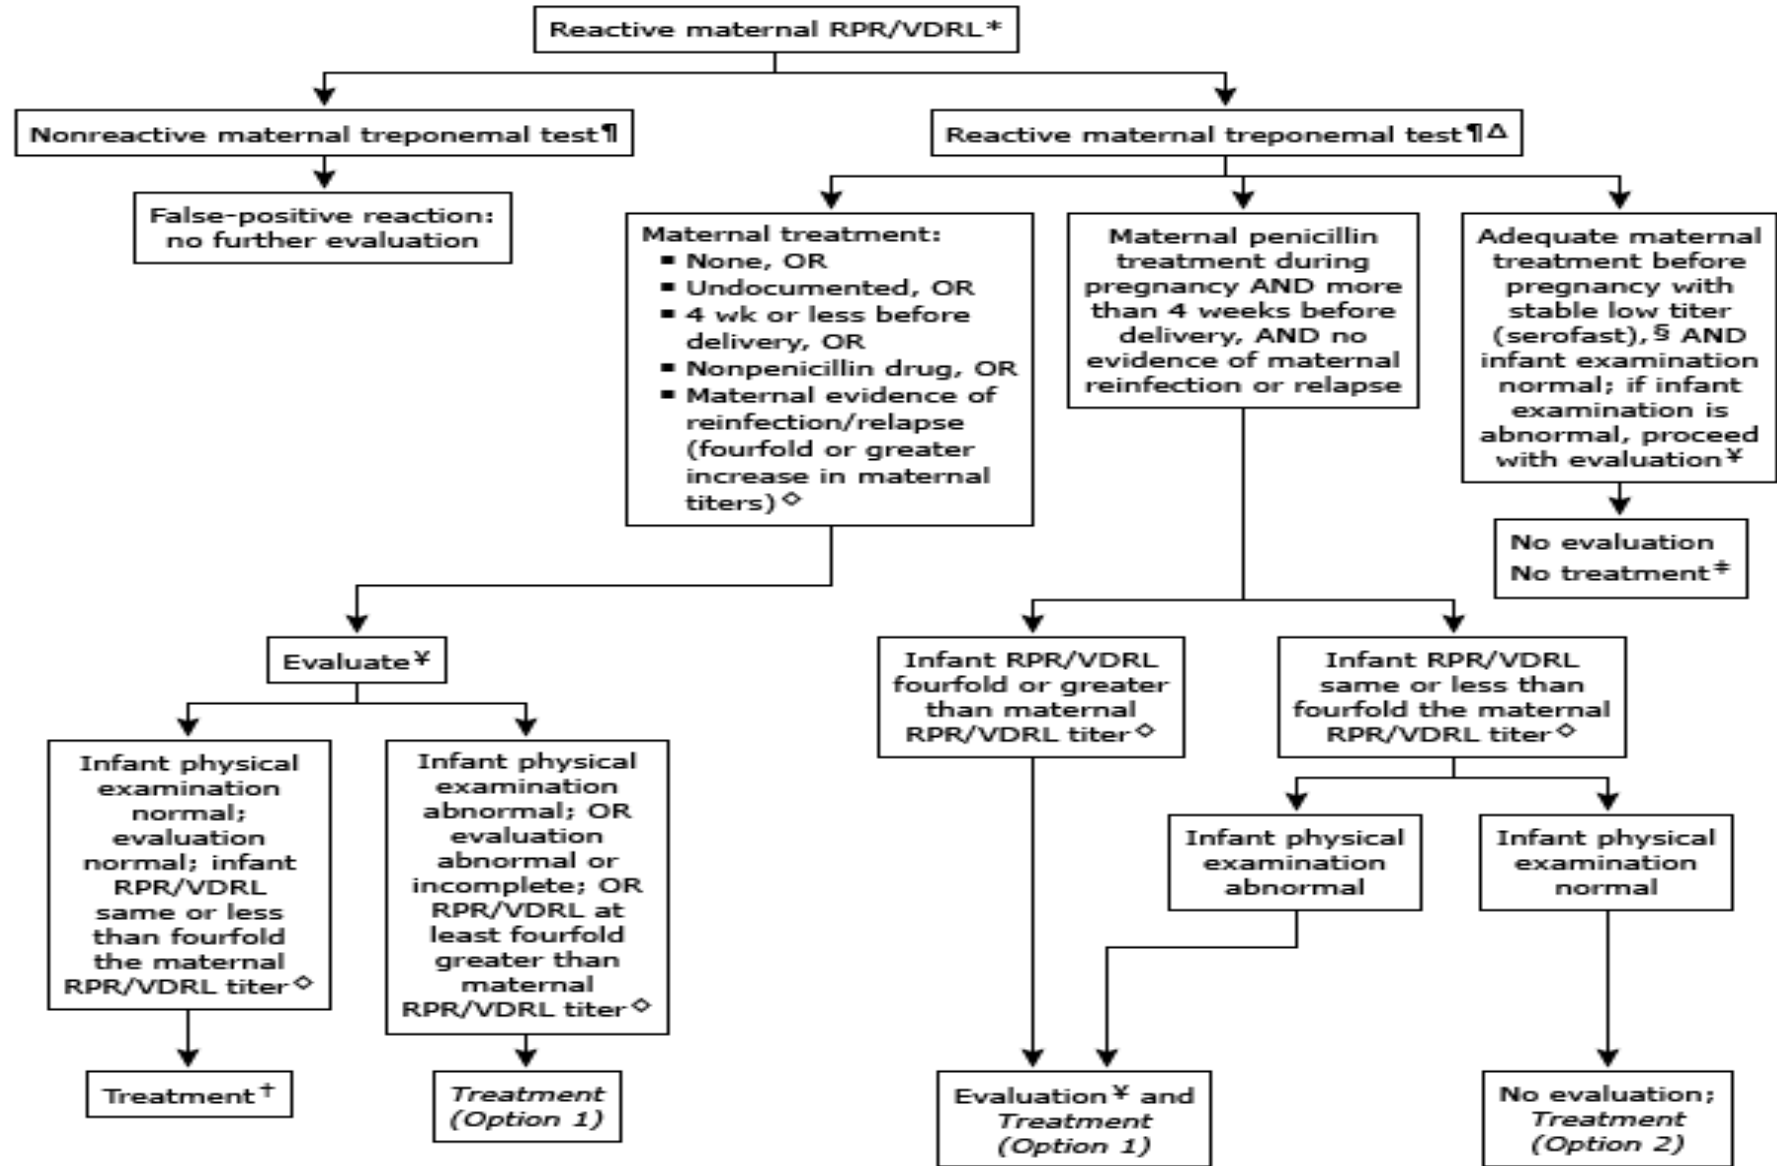 Reactive maternal RPR/VDRL*
Nonreactive maternal treponemal test¶
Reactive maternal treponemal test¶Δ
False-positive reaction:
no further evaluation
Maternal treatment:
▪ None, OR
▪ Undocumented, OR
▪ 4 wk or less before
delivery, OR
▪ Nonpenicillin drug, OR
▪ Maternal evidence of
reinfection/relapse
(fourfold or greater
increase in maternal
titers)◇
Maternal penicillin
treatment during
pregnancy AND more
than 4 weeks before
delivery, AND no
evidence of maternal
reinfection or relapse
Adequate maternal
treatment before
pregnancy with
stable low titer
(serofast),§ AND
infant examination
normal; if infant
examination is
abnormal, proceed
with evaluation¥
No evaluation
No treatment‡
Evaluate¥
Infant RPR/VDRL
fourfold or greater
than maternal
RPR/VDRL titer◇
Infant RPR/VDRL
same or less than
fourfold the maternal
RPR/VDRL titer◇
Infant physical
examination
normal;
evaluation
normal; infant
RPR/VDRL
same or less
than fourfold
the maternal
RPR/VDRL titer◇
Infant physical
examination
abnormal; OR
evaluation
abnormal or
incomplete; OR
RPR/VDRL at
least fourfold
greater than
maternal
RPR/VDRL titer◇
Infant physical
examination
abnormal
Infant physical
examination
normal
Treatment†
Treatment
(Option 1)
Evaluation¥ and
Treatment
(Option 1)
No evaluation;
Treatment
(Option 2)